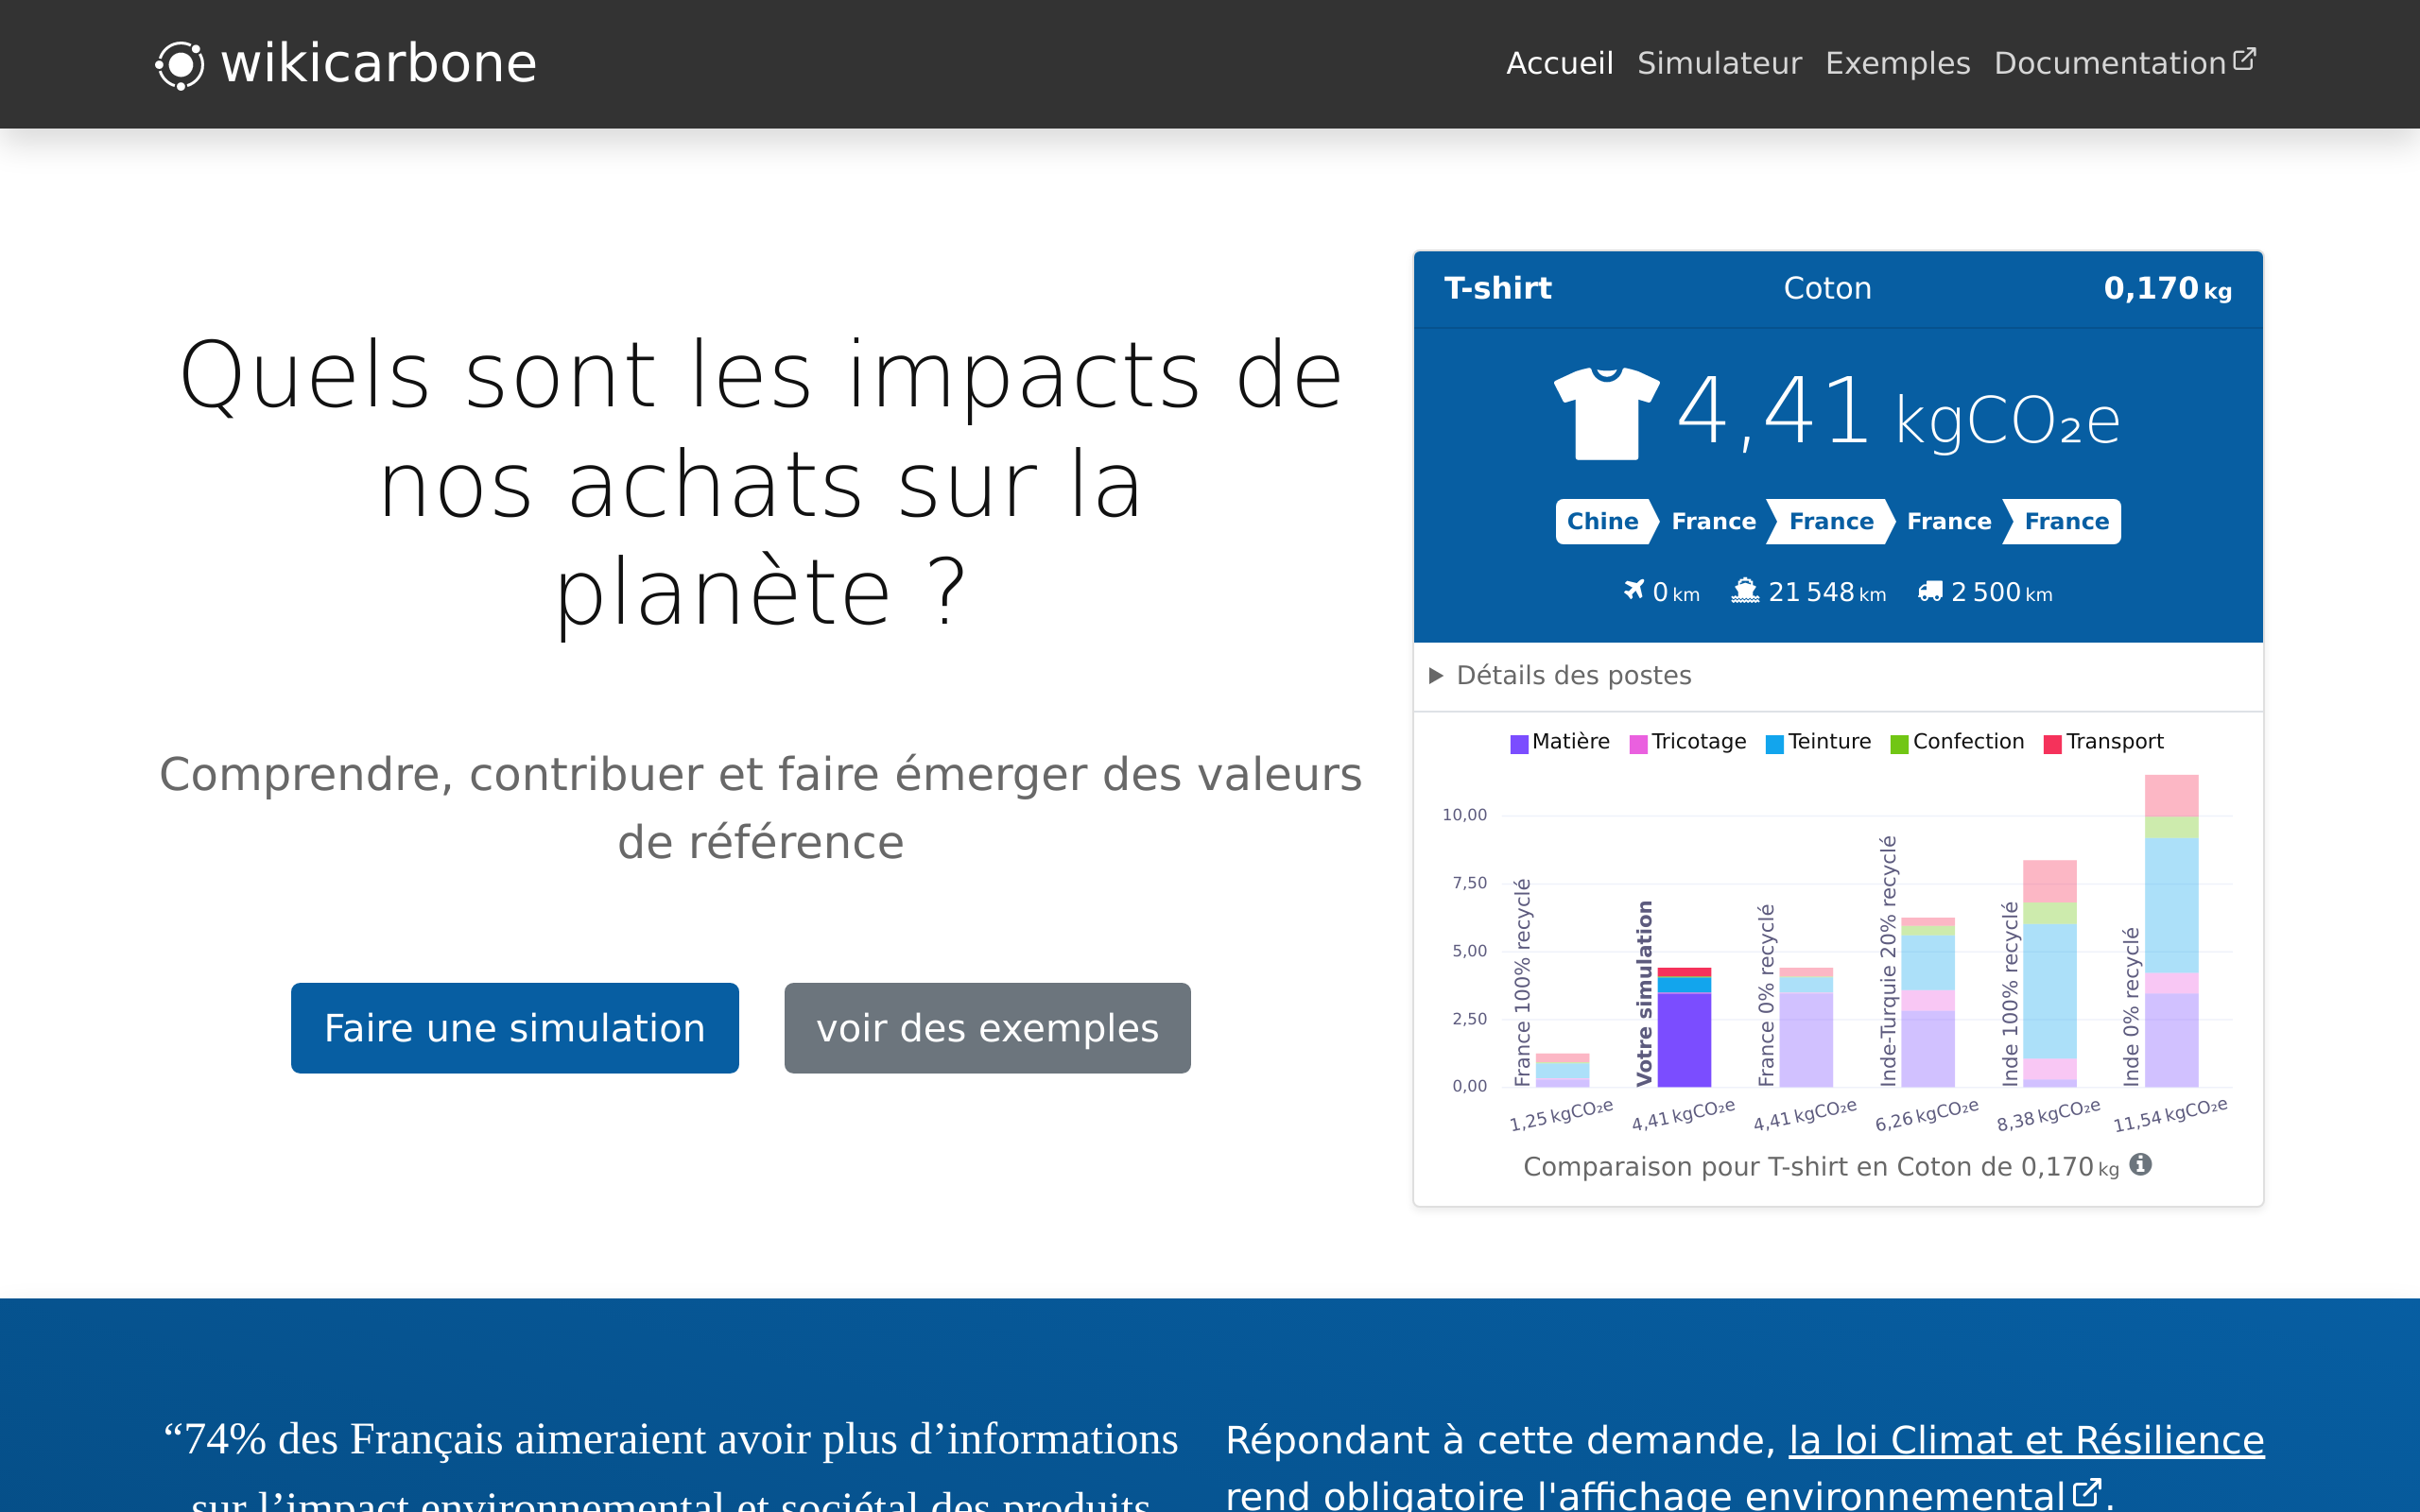 wikicarbone
Accueil Simulateur Exemples Documentation
Quels sont les impacts de
nos achats sur la
planète ?
Comprendre, contribuer et faire émerger des valeurs
de référence
Faire une simulation
voir des exemples
T-shirt Coton 0,170 kg
4,41 kgCO₂e
Chine France France France France
0 km 21 548 km 2 500 km
Détails des postes
Matière Tricotage Teinture Confection Transport
10,00
7,50
5,00
2,50
0,00
France 100% recyclé
Votre simulation
France 0% recyclé
Inde-Turquie 20% recyclé
Inde 100% recyclé
Inde 0% recyclé
1,25 kgCO₂e
4,41 kgCO₂e
4,41 kgCO₂e
6,26 kgCO₂e
8,38 kgCO₂e
11,54 kgCO₂e
Comparaison pour T-shirt en Coton de 0,170 kg
“74% des Français aimeraient avoir plus d’informations
sur l’impact environnemental et sociétal des produits
Répondant à cette demande, la loi Climat et Résilience
rend obligatoire l'affichage environnemental.